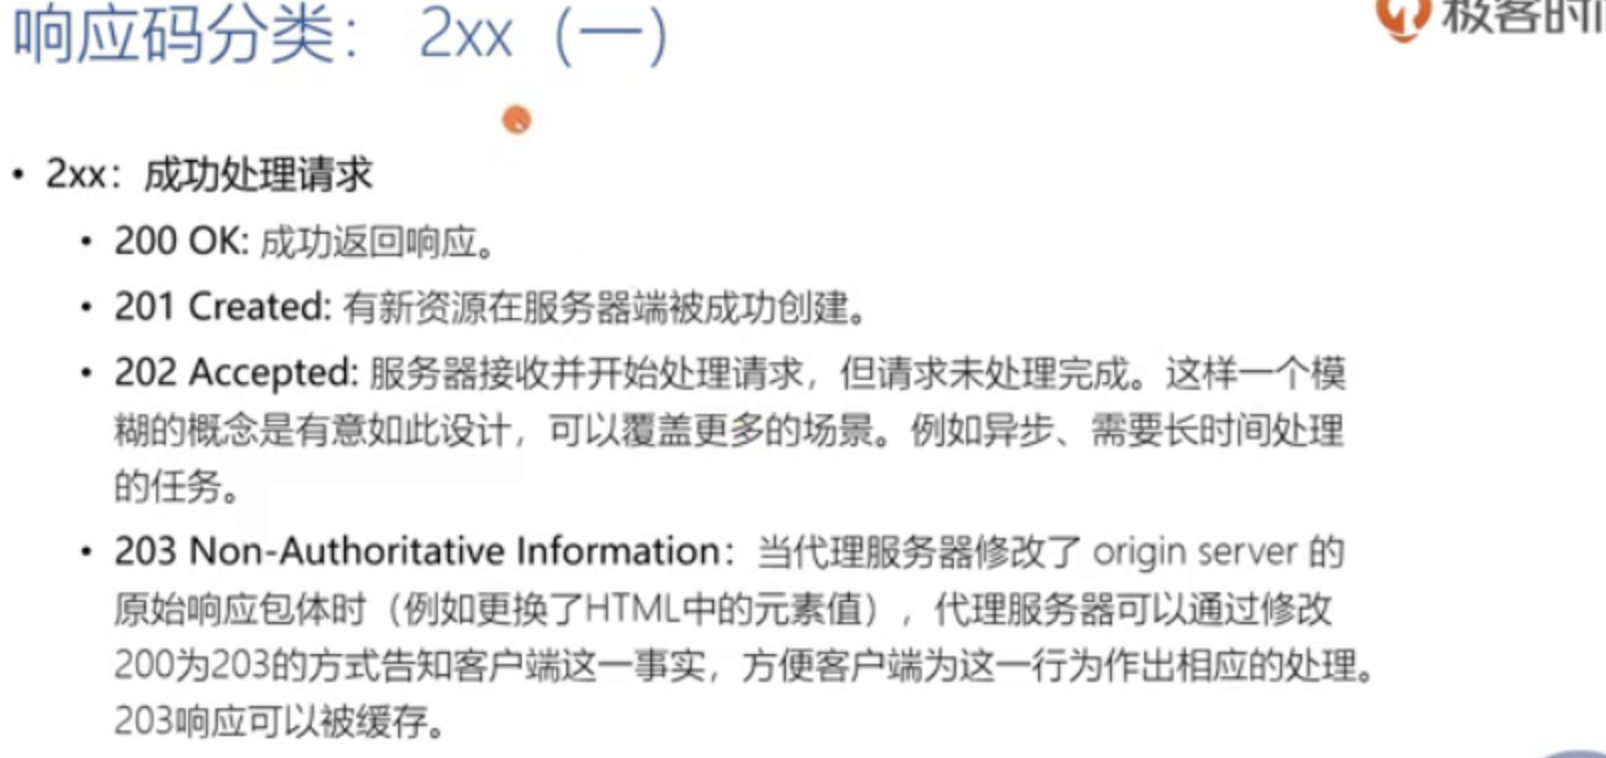 响应码分类： 2xx（一）
极客时
• 2xx：成功处理请求
• 200 OK: 成功返回响应。
• 201 Created: 有新资源在服务器端被成功创建。
• 202 Accepted: 服务器接收并开始处理请求，但请求未处理完成。这样一个模
糊的概念是有意如此设计，可以覆盖更多的场景。例如异步、需要长时间处理
的任务。
• 203 Non-Authoritative Information：当代理服务器修改了 origin server 的
原始响应包体时（例如更换了HTML中的元素值），代理服务器可以通过修改
200为203的方式告知客户端这一事实，方便客户端为这一行为作出相应的处理。
203响应可以被缓存。